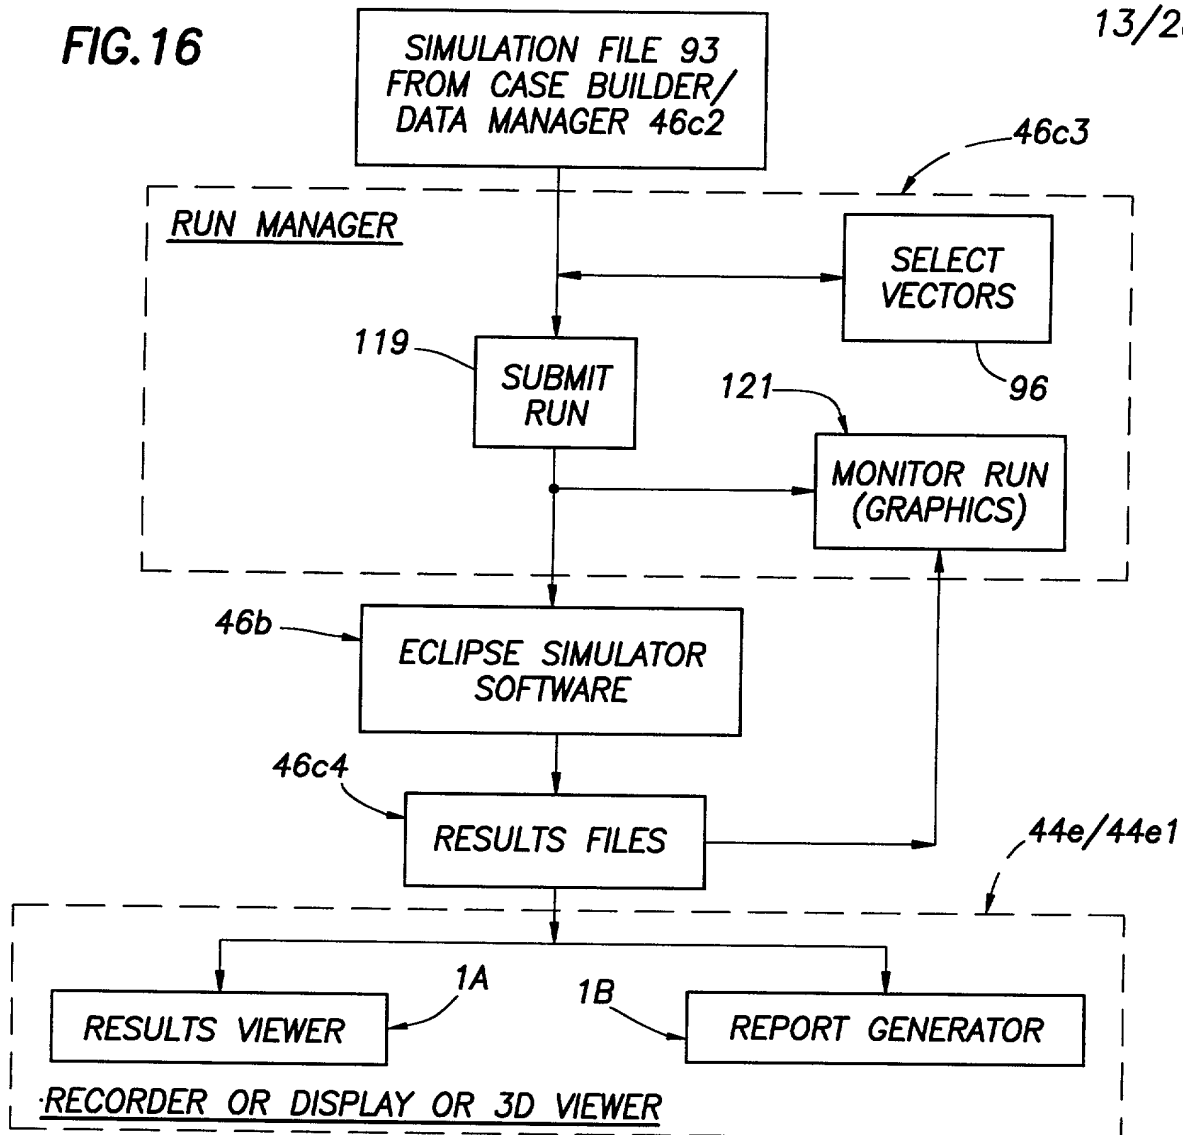 FIG.16
13/2
SIMULATION FILE 93
FROM CASE BUILDER/
DATA MANAGER 46c2
46c3
RUN MANAGER
SELECT
VECTORS
96
119
SUBMIT
RUN
121
MONITOR RUN
(GRAPHICS)
46b
ECLIPSE SIMULATOR
SOFTWARE
46c4
RESULTS FILES
44e/44e1
1A
RESULTS VIEWER
1B
REPORT GENERATOR
RECORDER OR DISPLAY OR 3D VIEWER